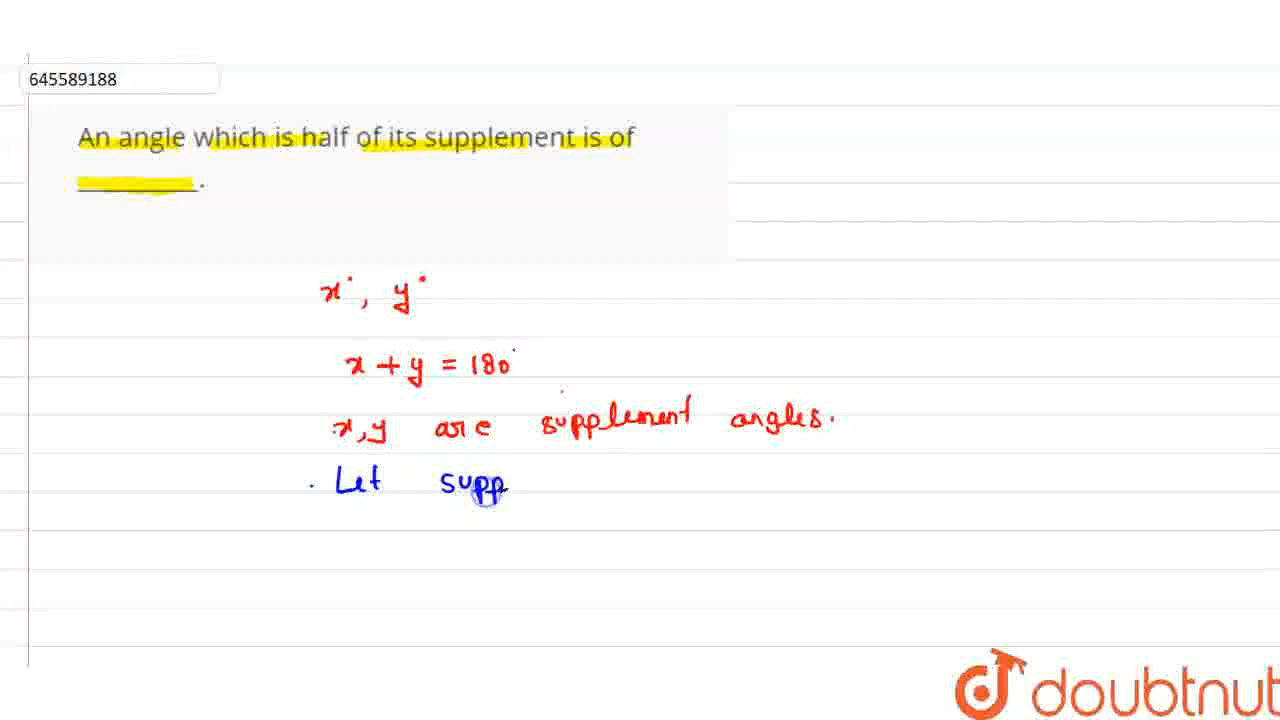 645589188
An angle which is half of its supplement is of
________.
x°, y°
x + y = 180°
x, y are supplement angles.
. Let supp
doubtnut